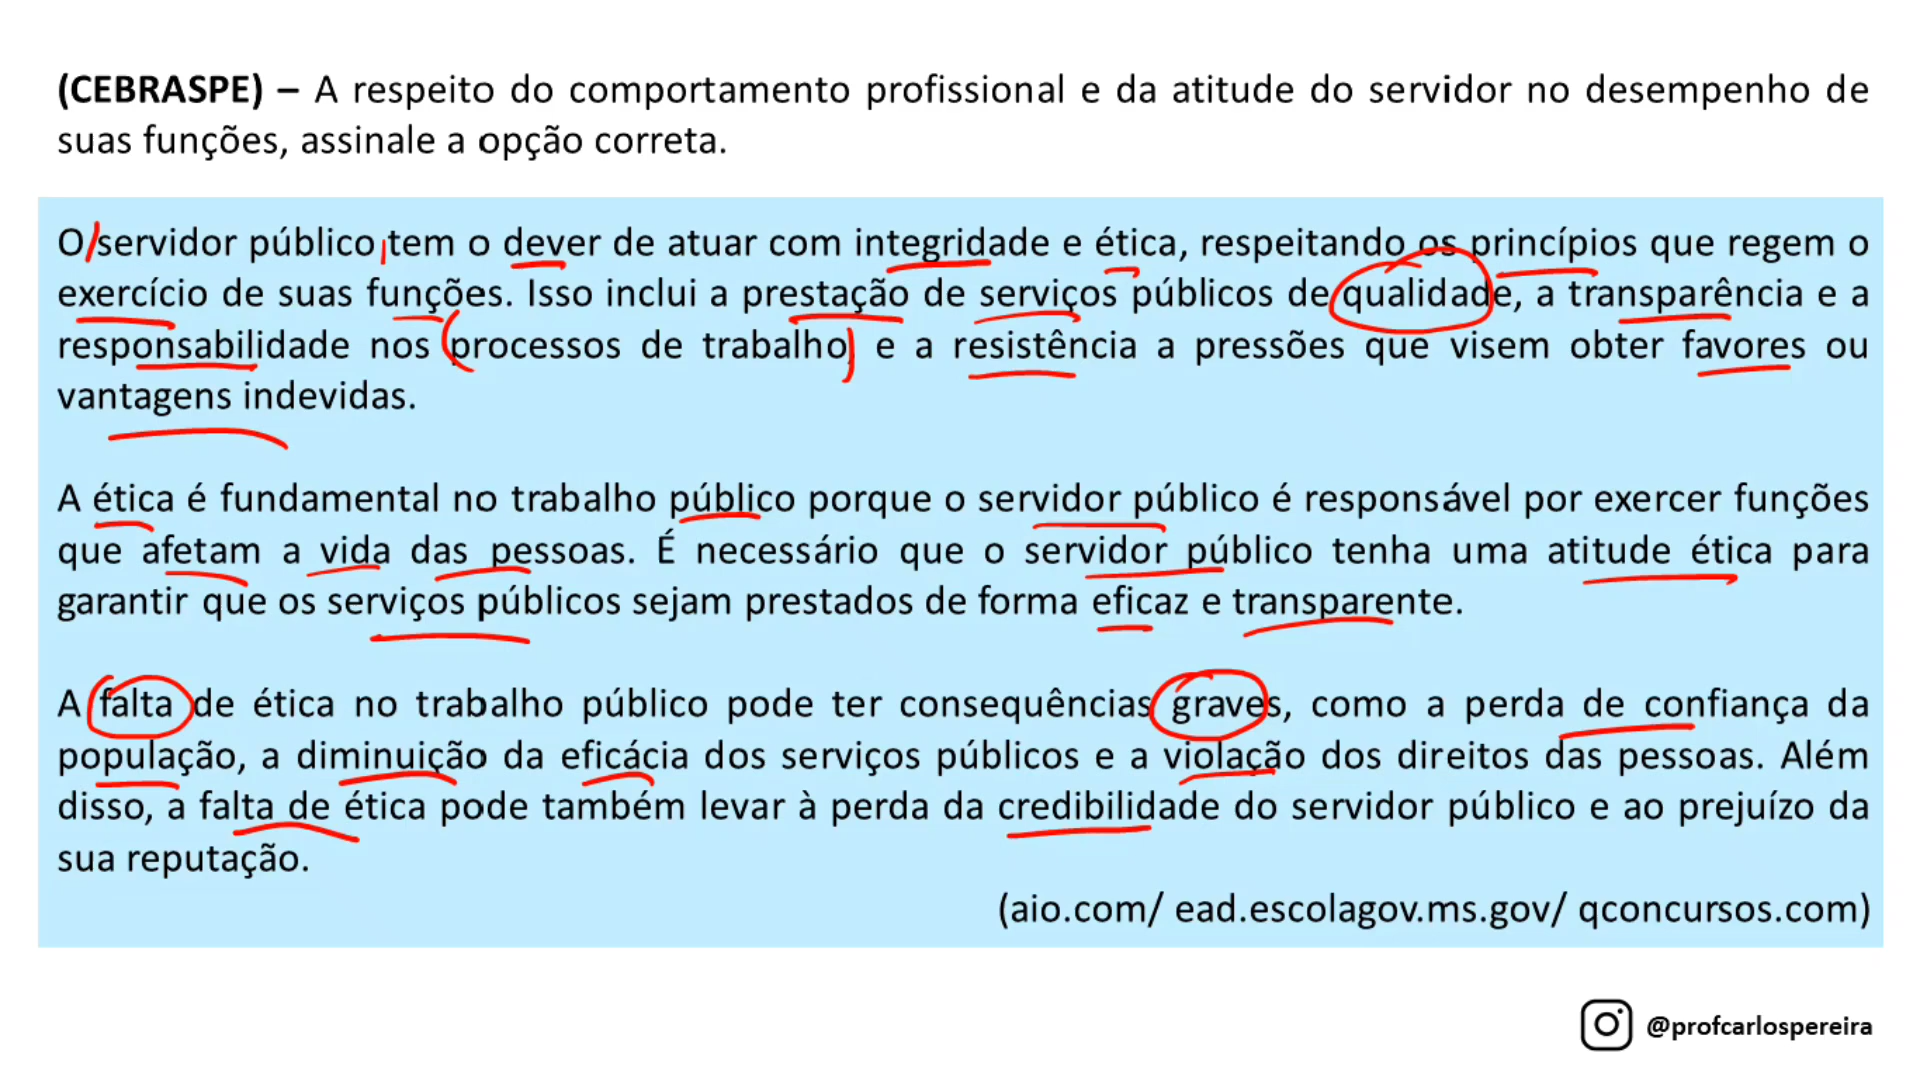 (CEBRASPE) – A respeito do comportamento profissional e da atitude do servidor no desempenho de
suas funções, assinale a opção correta.
O servidor público tem o dever de atuar com integridade e ética, respeitando os princípios que regem o
exercício de suas funções. Isso inclui a prestação de serviços públicos de qualidade, a transparência e a
responsabilidade nos processos de trabalho, e a resistência a pressões que visem obter favores ou
vantagens indevidas.
A ética é fundamental no trabalho público porque o servidor público é responsável por exercer funções
que afetam a vida das pessoas. É necessário que o servidor público tenha uma atitude ética para
garantir que os serviços públicos sejam prestados de forma eficaz e transparente.
A falta de ética no trabalho público pode ter consequências graves, como a perda de confiança da
população, a diminuição da eficácia dos serviços públicos e a violação dos direitos das pessoas. Além
disso, a falta de ética pode também levar à perda da credibilidade do servidor público e ao prejuízo da
sua reputação.
(aio.com/ ead.escolagov.ms.gov/ qconcursos.com)
@profcarlospereira